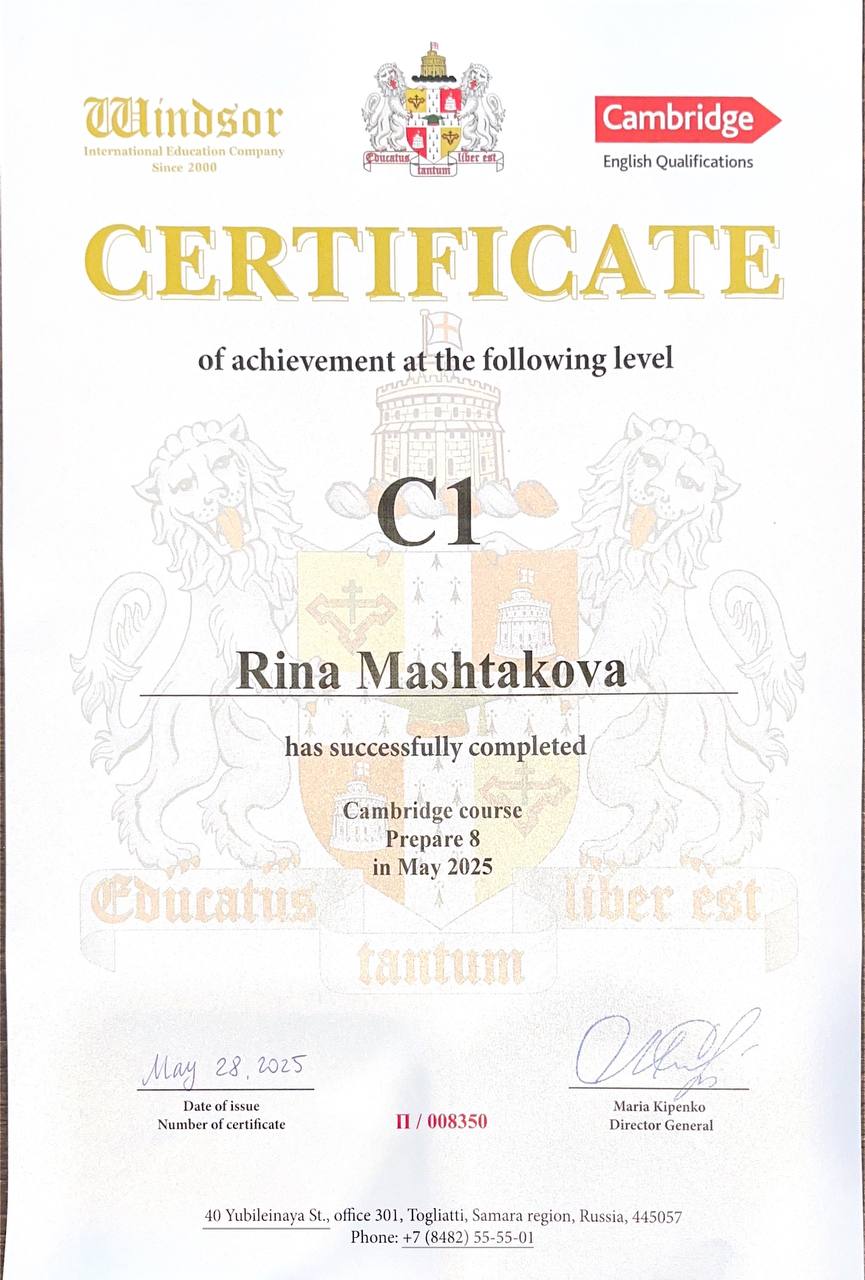 Windsor
International Education Company
Since 2000
Educatus liber est
tantum
Cambridge
English Qualifications
CERTIFICATE
of achievement at the following level
C1
Rina Mashtakova
has successfully completed
Cambridge course
Prepare 8
in May 2025
Educatus liber est
tantum
May 28, 2025
Date of issue
Number of certificate
П / 008350
Maria Kipenko
Director General
40 Yubileinaya St., office 301, Togliatti, Samara region, Russia, 445057
Phone: +7 (8482) 55-55-01